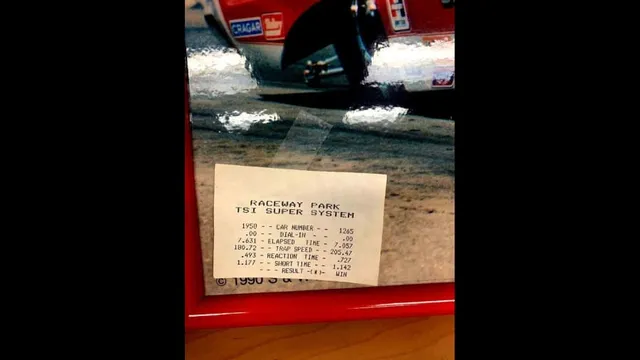 CRAGAR
RACEWAY PARK
TSI SUPER SYSTEM
1950 -- CAR NUMBER -- 1265
.00 -- DIAL-IN -- .00
7.631 -- ELAPSED TIME - 7.057
180.72 -- TRAP SPEED -- 205.47
.493 - REACTION TIME - .727
1.177 --- SHORT TIME -- 1.142
--- RESULT -(W)- WIN
© 1990 S &